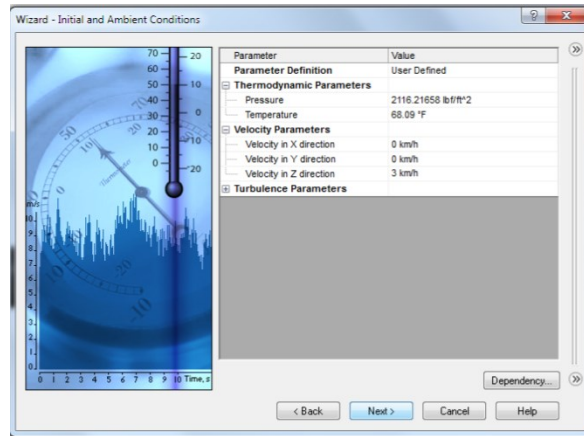 Wizard - Initial and Ambient Conditions
Parameter Value
Parameter Definition User Defined
Thermodynamic Parameters
Pressure 2116.21658 lbf/ft^2
Temperature 68.09 °F
Velocity Parameters
Velocity in X direction 0 km/h
Velocity in Y direction 0 km/h
Velocity in Z direction 3 km/h
Turbulence Parameters
70 20
60
50 10
40
30 0
20
10 10
0 20
Thermometer
m/s
10
9
8
7
6
5
4
3
2
1
0
0 1 2 3 4 5 6 7 8 9 10 Time, s
Dependency...
< Back Next > Cancel Help